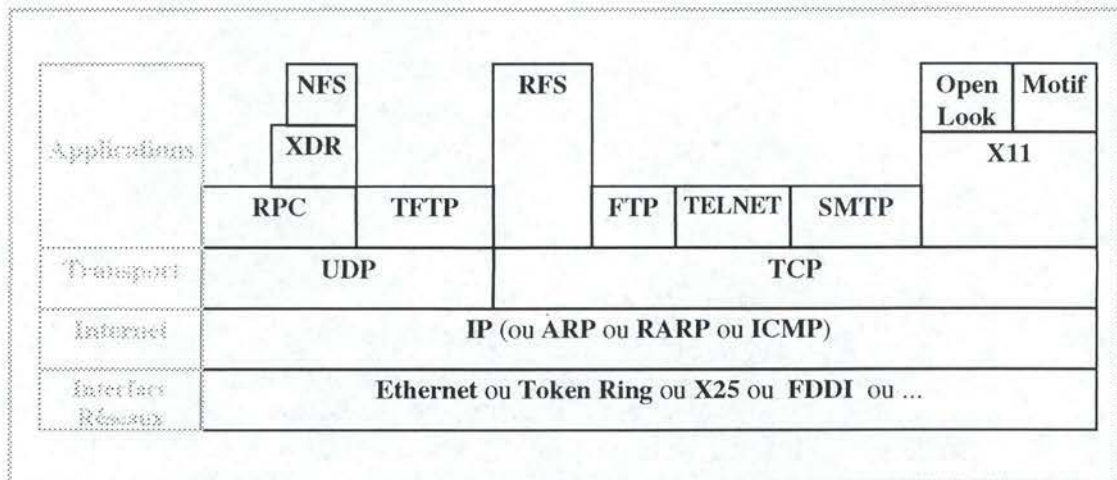 NFS
RFS
Open Look
Motif
Applications
XDR
X11
RPC
TFTP
FTP
TELNET
SMTP
Transport
UDP
TCP
Internet
IP (ou ARP ou RARP ou ICMP)
Interface
Réseaux
Ethernet ou Token Ring ou X25 ou FDDI ou ...